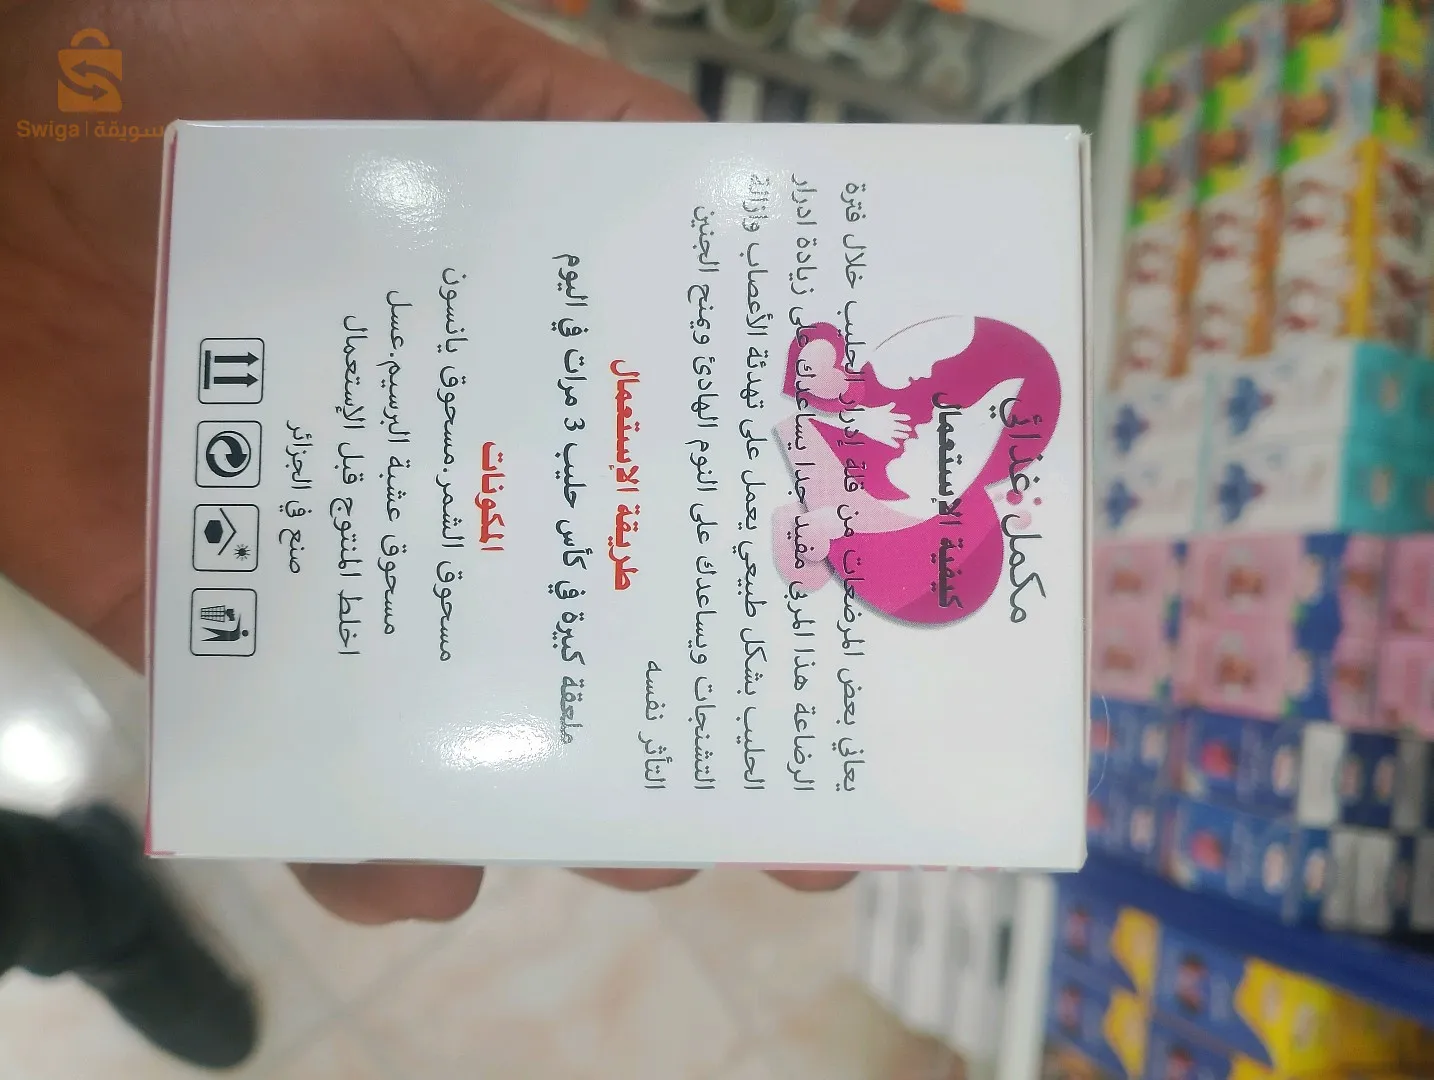 Swiga | سويقة
مكمل غذائي
كيفية الإستعمال
يعاني بعض المرضعات من قلة إدرار الحليب خلال فترة
الرضاعة هذا المربى مفيد جدا يساعدك على زيادة ادرار
الحليب بشكل طبيعي يعمل على تهدئة الأعصاب وازالة
التشنجات ويساعدك على النوم الهادئ ويمنح الجنين
التأثر نفسه
طريقة الإستعمال
ملعقة كبيرة في كأس حليب 3 مرات في اليوم
المكونات
مسحوق الشمر.مسحوق يانسون
مسحوق عشبة البرسيم.عسل
اخلط المنتوج قبل الإستعمال
صنع في الجزائر